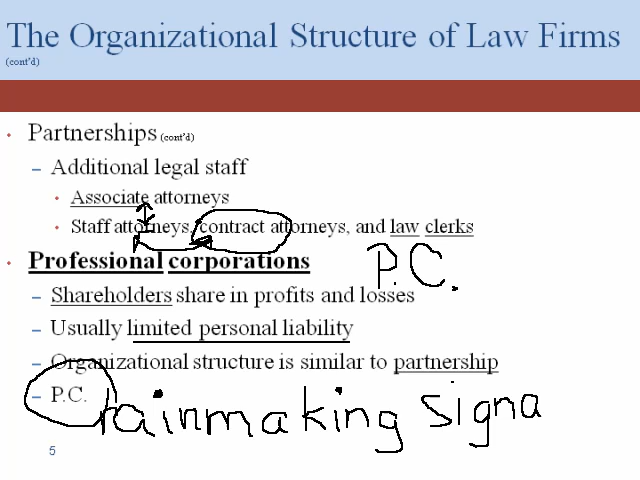 The Organizational Structure of Law Firms
(cont'd)
• Partnerships (cont'd)
– Additional legal staff
• Associate attorneys
• Staff attorneys, contract attorneys, and law clerks
• Professional corporations
P.C.
– Shareholders share in profits and losses
– Usually limited personal liability
– Organizational structure is similar to partnership
– P.C.
rainmaking signa
5